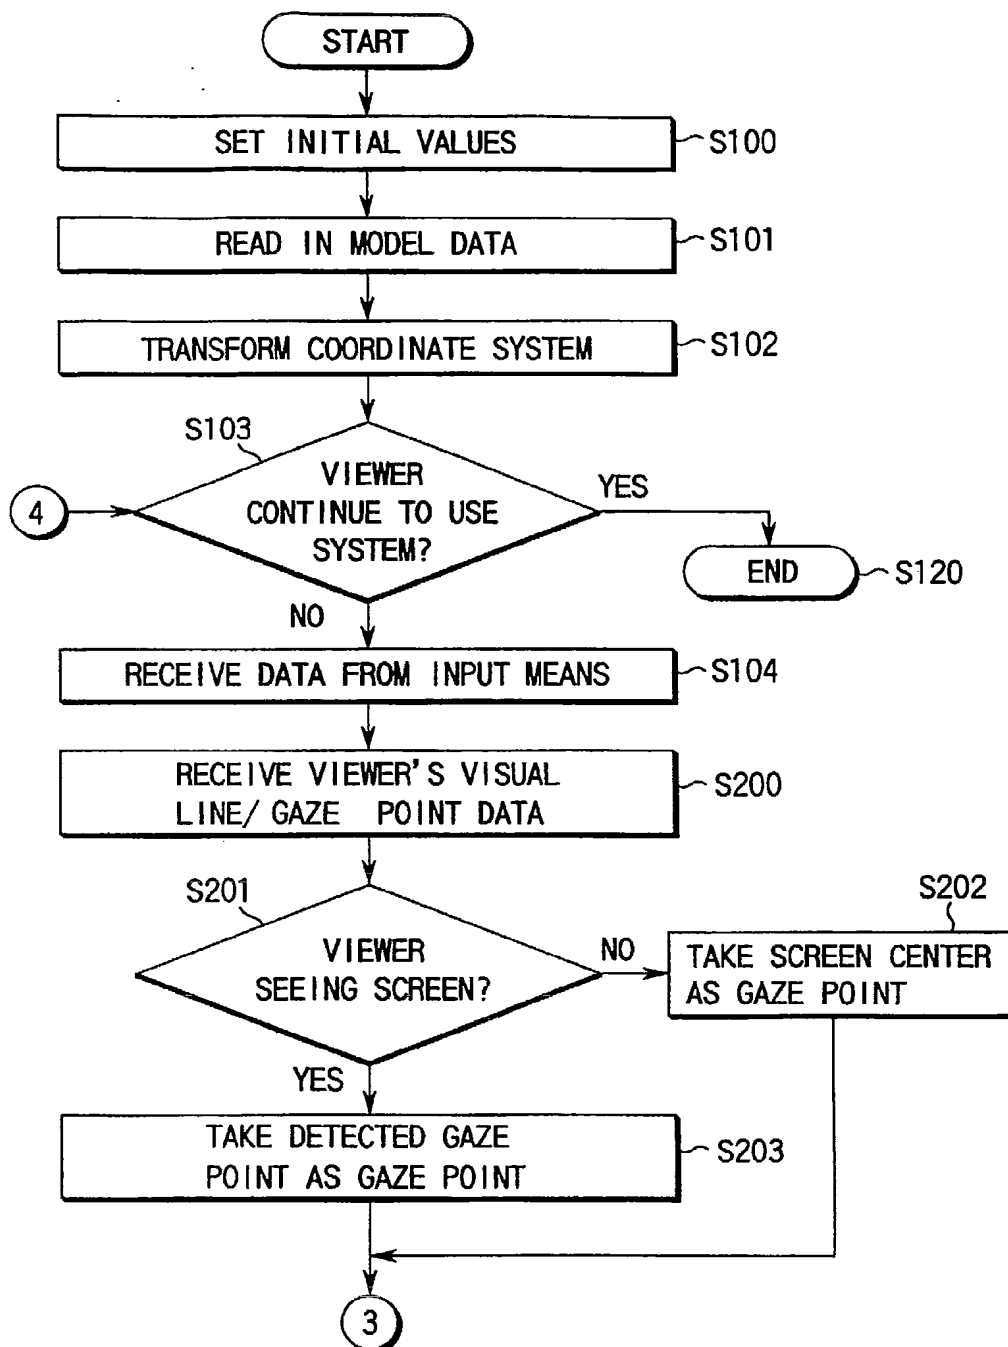 START
SET INITIAL VALUES
S100
READ IN MODEL DATA
S101
TRANSFORM COORDINATE SYSTEM
S102
S103
VIEWER
CONTINUE TO USE
SYSTEM?
YES
4
END
S120
NO
RECEIVE DATA FROM INPUT MEANS
S104
RECEIVE VIEWER'S VISUAL
LINE/ GAZE POINT DATA
S200
S201
VIEWER
SEEING SCREEN?
NO
S202
TAKE SCREEN CENTER
AS GAZE POINT
YES
TAKE DETECTED GAZE
POINT AS GAZE POINT
S203
3